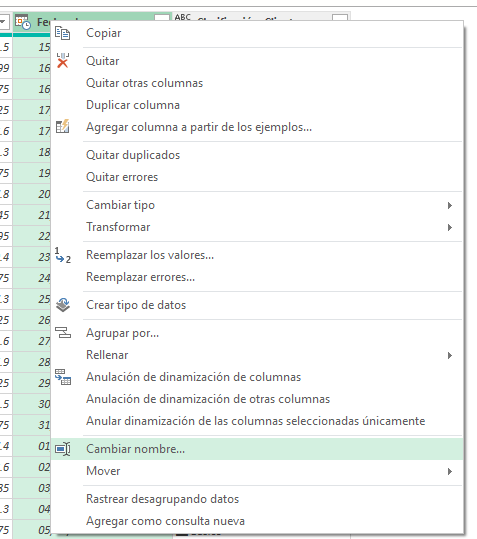 ABC
Copiar
Quitar
Quitar otras columnas
Duplicar columna
Agregar columna a partir de los ejemplos...
Quitar duplicados
Quitar errores
Cambiar tipo
Transformar
Reemplazar los valores...
Reemplazar errores...
Crear tipo de datos
Agrupar por...
Rellenar
Anulación de dinamización de columnas
Anulación de dinamización de otras columnas
Anular dinamización de las columnas seleccionadas únicamente
Cambiar nombre...
Mover
Rastrear desagrupando datos
Agregar como consulta nueva
.5 15
99 16
75 16
25 17
.6 17
.3 18
75 19
.8 20
45 21
95 22
.4 23
75 24
.3 25
25 26
.6 27
.9 28
25 29
.5 30
75 31
.4 01
.6 02
85 03
.3 04
75 05